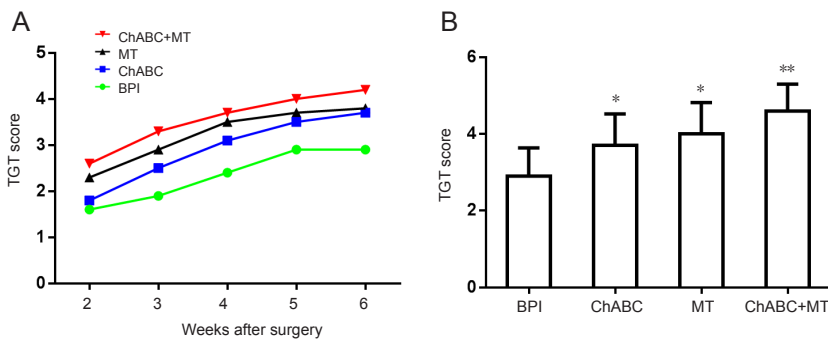 A
ChABC+MT
MT
ChABC
BPI
5
4
3
2
1
0
TGT score
2 3 4 5 6
Weeks after surgery
B
6
4
2
0
TGT score
* * **
BPI ChABC MT ChABC+MT